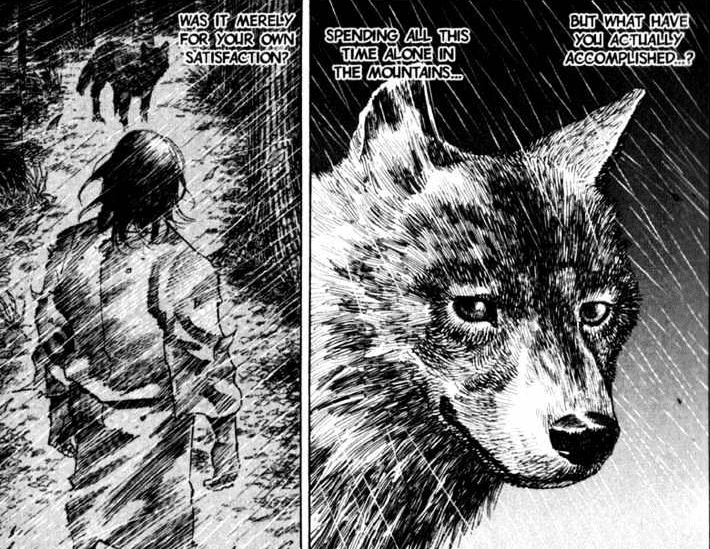 BUT WHAT HAVE
YOU ACTUALLY
ACCOMPLISHED...?
SPENDING ALL THIS
TIME ALONE IN
THE MOUNTAINS...
WAS IT MERELY
FOR YOUR OWN
SATISFACTION?